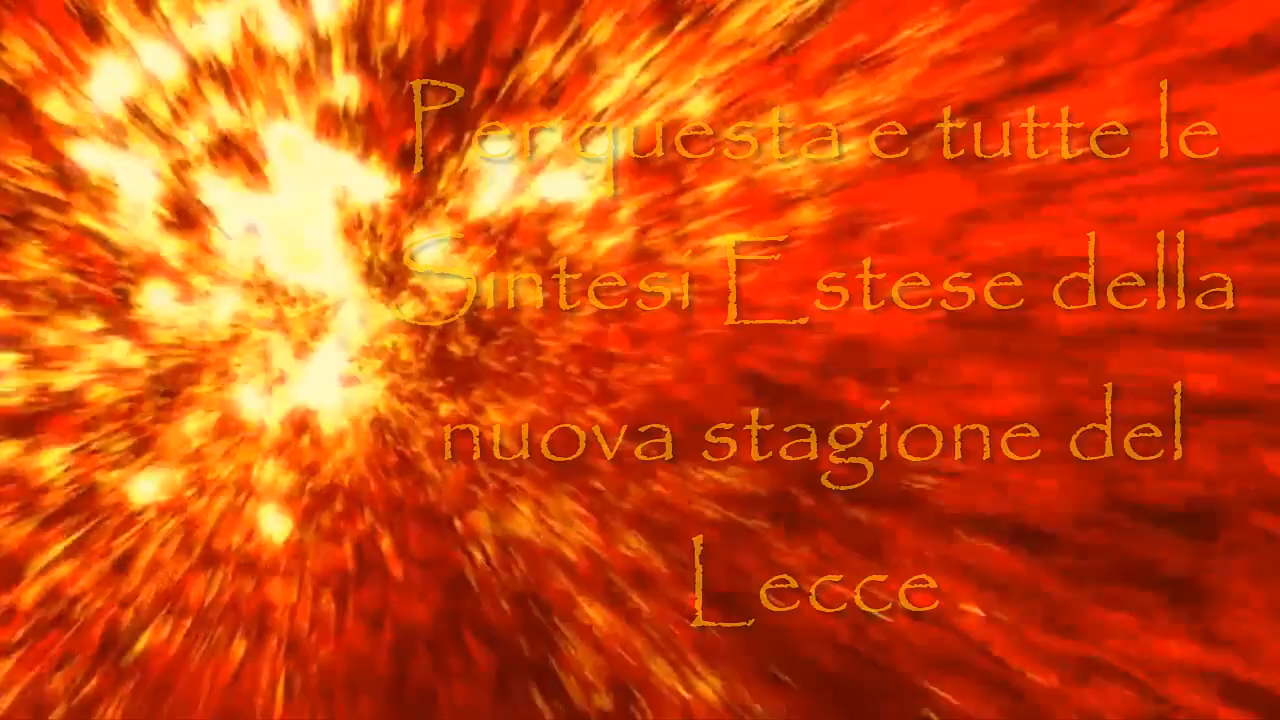 Per questa e tutte le
Sintesi Estese della
nuova stagione del
Lecce